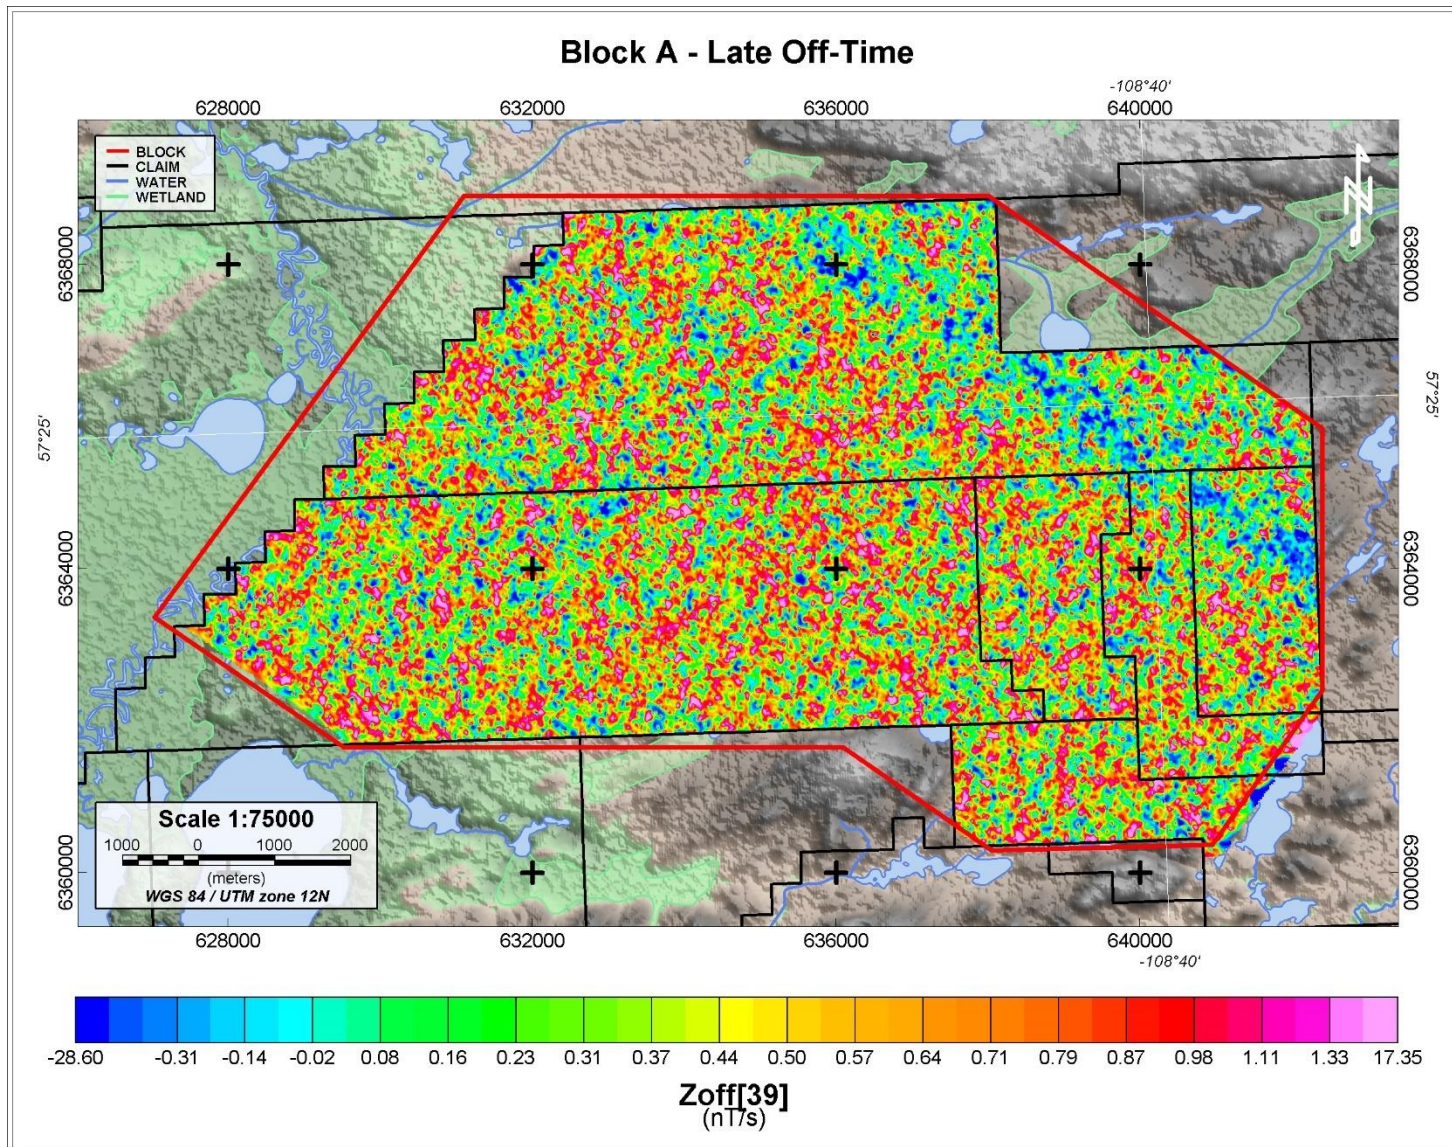 Block A - Late Off-Time
-108°40'
628000 632000 636000 640000
BLOCK
CLAIM
WATER
WETLAND
N
6368000 6368000
57°25' 57°25'
6364000 6364000
Scale 1:75000
1000 0 1000 2000
(meters)
WGS 84 / UTM zone 12N
6360000 6360000
628000 632000 636000 640000
-108°40'
-28.60 -0.31 -0.14 -0.02 0.08 0.16 0.23 0.31 0.37 0.44 0.50 0.57 0.64 0.71 0.79 0.87 0.98 1.11 1.33 17.35
Zoff[39]
(nT/s)